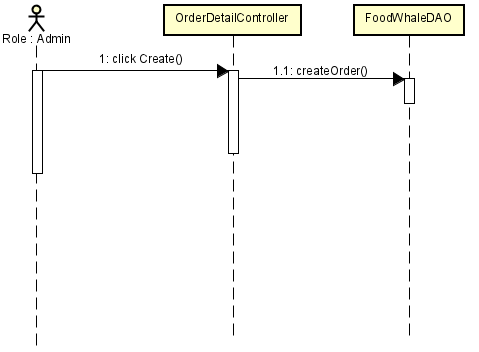 OrderDetailController
FoodWhaleDAO
Role : Admin
1: click Create()
1.1: createOrder()